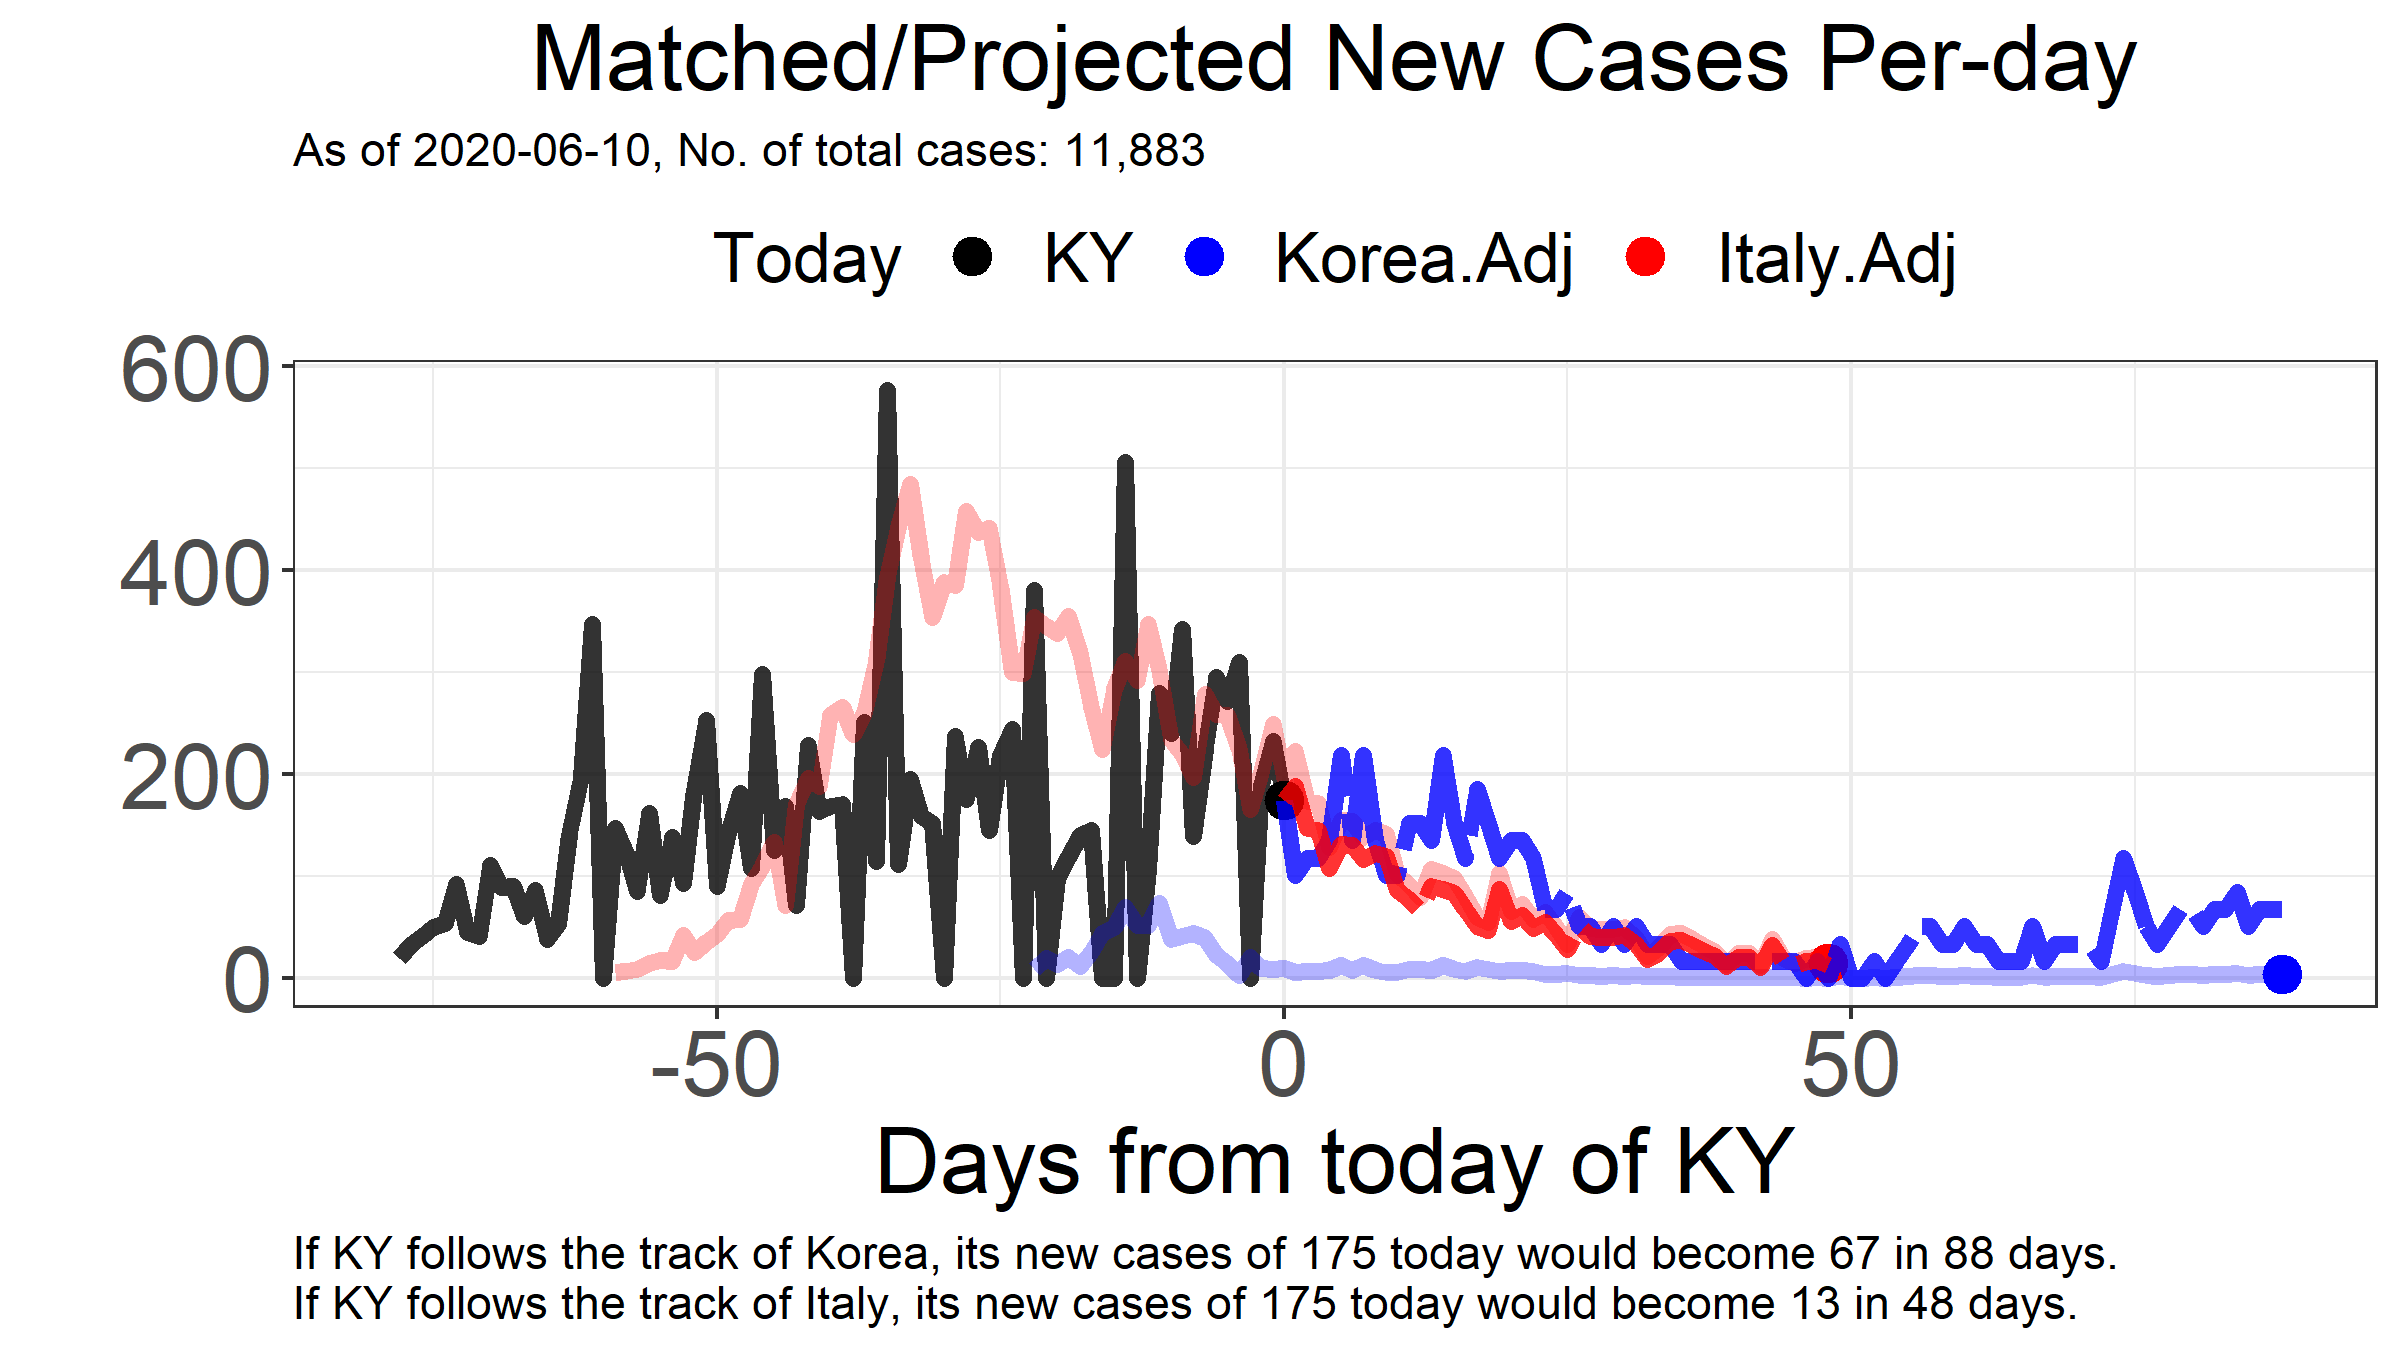 Matched/Projected New Cases Per-day
As of 2020-06-10, No. of total cases: 11,883
Today KY Korea.Adj Italy.Adj
600
400
200
0
-50 0 50
Days from today of KY
If KY follows the track of Korea, its new cases of 175 today would become 67 in 88 days.
If KY follows the track of Italy, its new cases of 175 today would become 13 in 48 days.